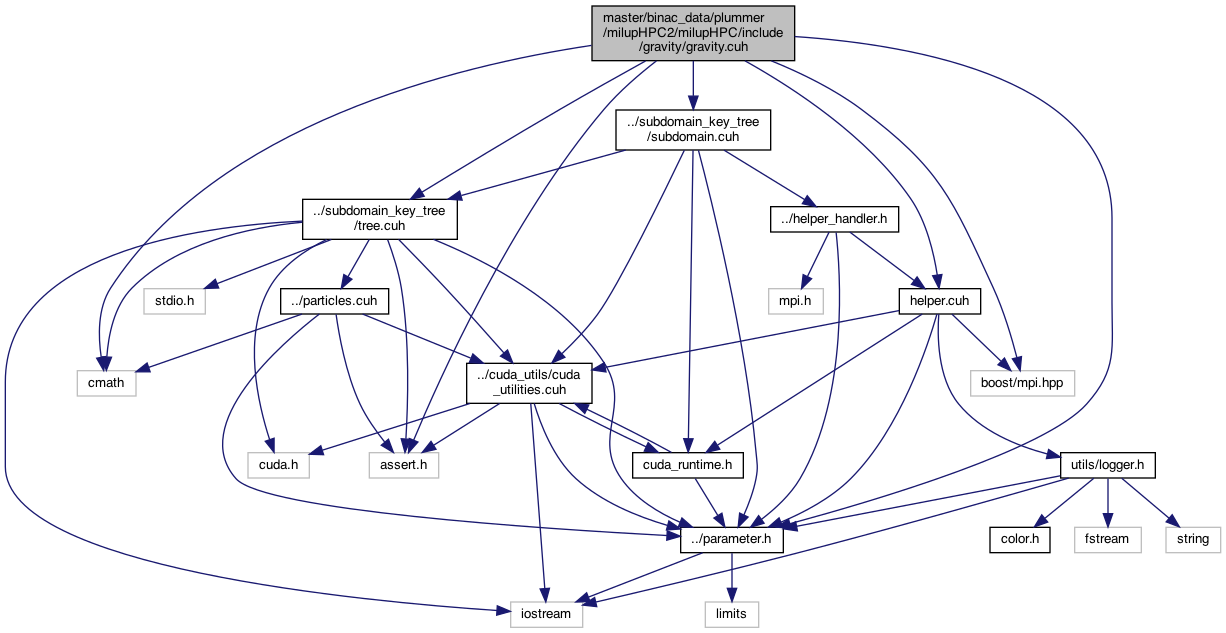 master/binac_data/plummer
/milupHPC2/milupHPC/include
/gravity/gravity.cuh
../subdomain_key_tree
/subdomain.cuh
../subdomain_key_tree
/tree.cuh
../helper_handler.h
stdio.h
../particles.cuh
mpi.h
helper.cuh
cmath
../cuda_utils/cuda
_utilities.cuh
boost/mpi.hpp
cuda.h
assert.h
cuda_runtime.h
utils/logger.h
../parameter.h
color.h
fstream
string
iostream
limits